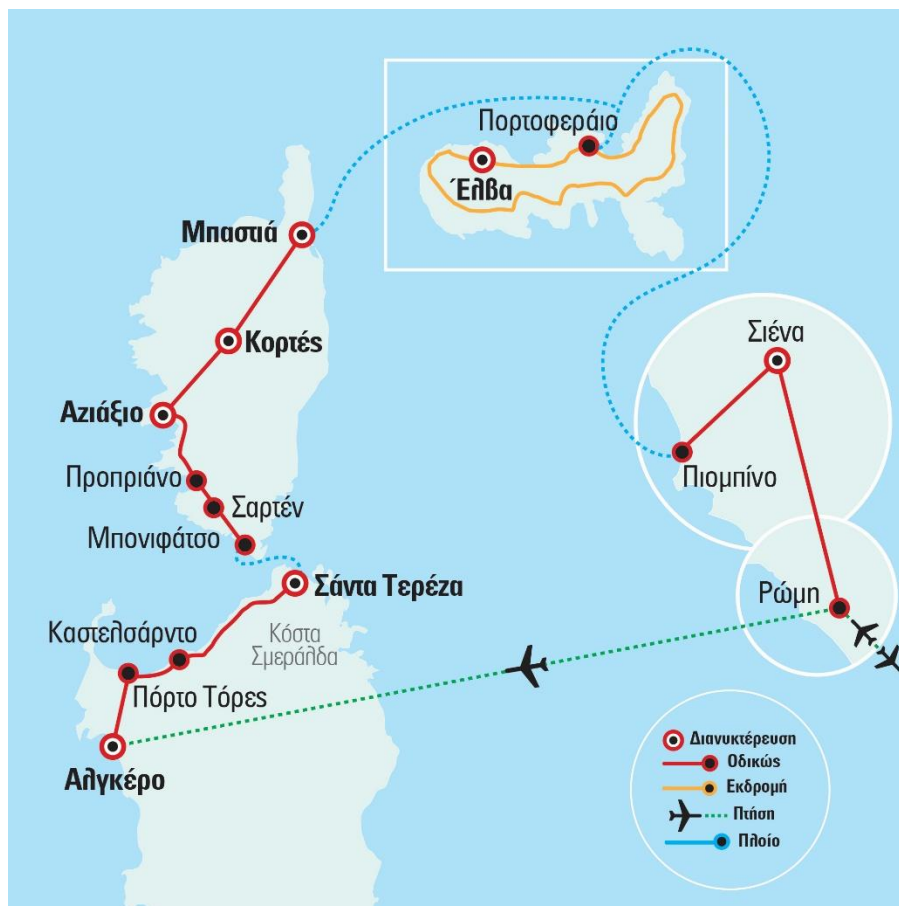 Πορτοφεράιο
Έλβα
Μπαστιά
Κορτές
Σιένα
Αζιάξιο
Προπριάνο
Πιομπίνο
Σαρτέν
Μπονιφάτσο
Σάντα Τερέζα
Ρώμη
Καστελσάρντο
Κόστα
Σμεράλδα
Πόρτο Τόρες
Αλγκέρο
Διανυκτέρευση
Οδικώς
Εκδρομή
Πτήση
Πλοίο